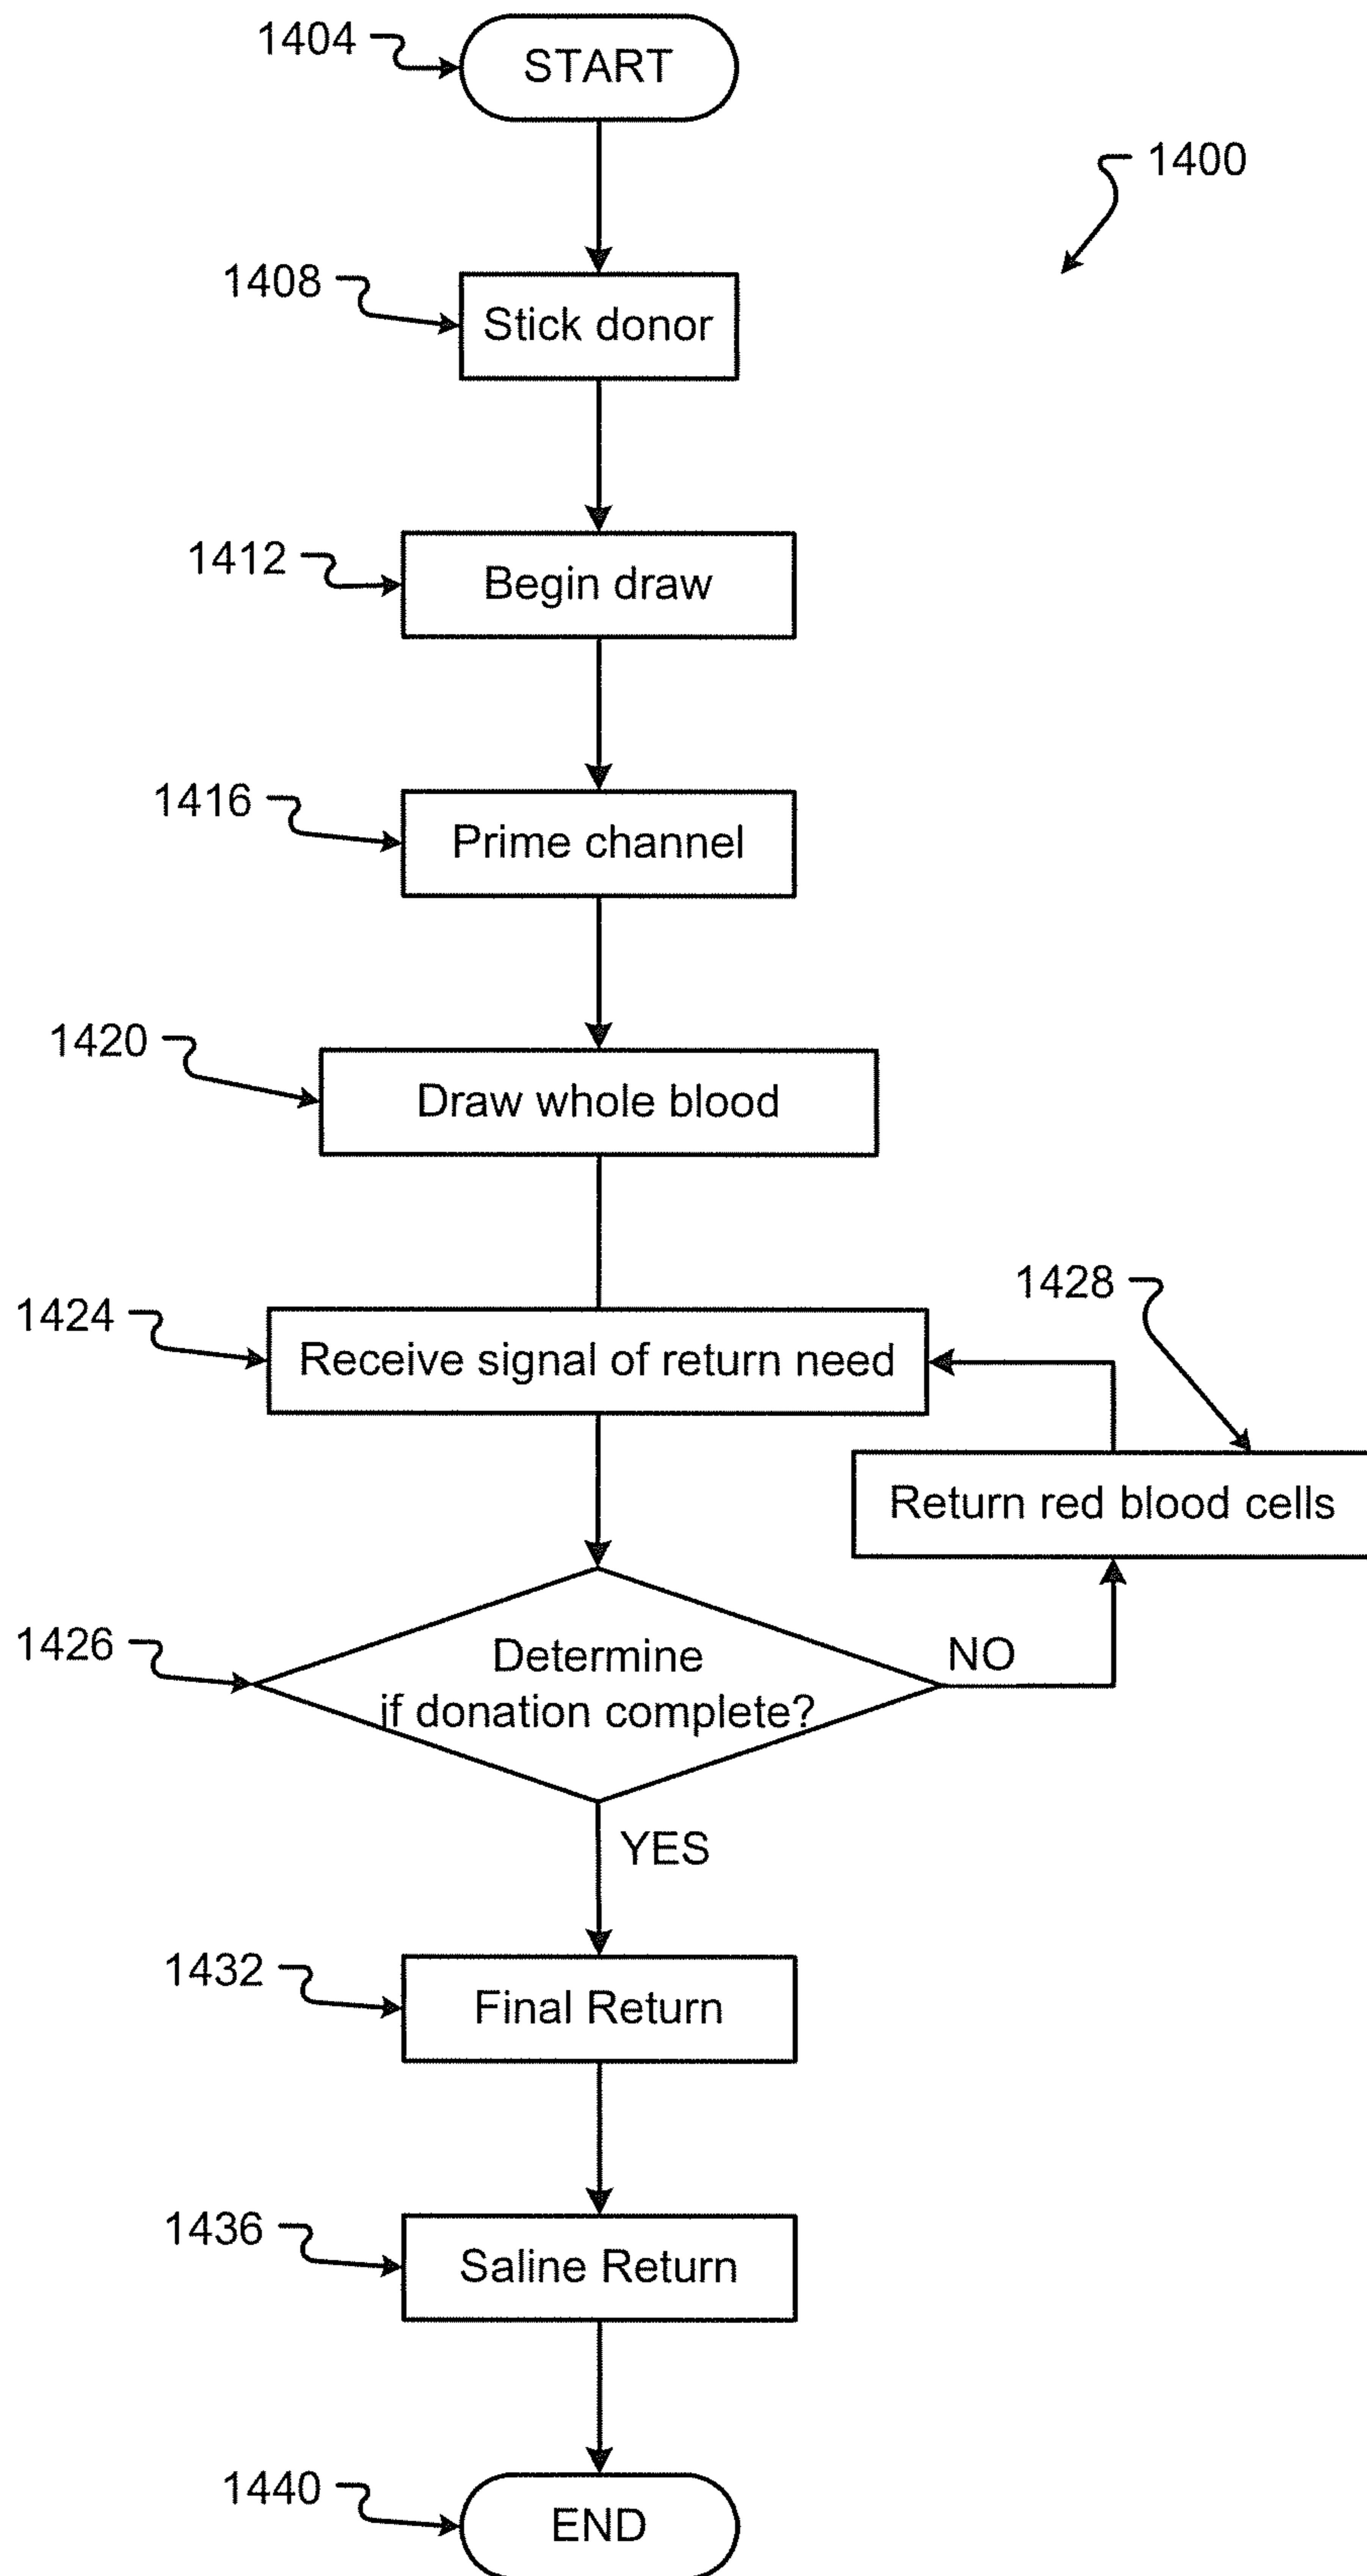 1404
START
1400
1408
Stick donor
1412
Begin draw
1416
Prime channel
1420
Draw whole blood
1428
1424
Receive signal of return need
Return red blood cells
1426
Determine
if donation complete?
NO
YES
1432
Final Return
1436
Saline Return
1440
END